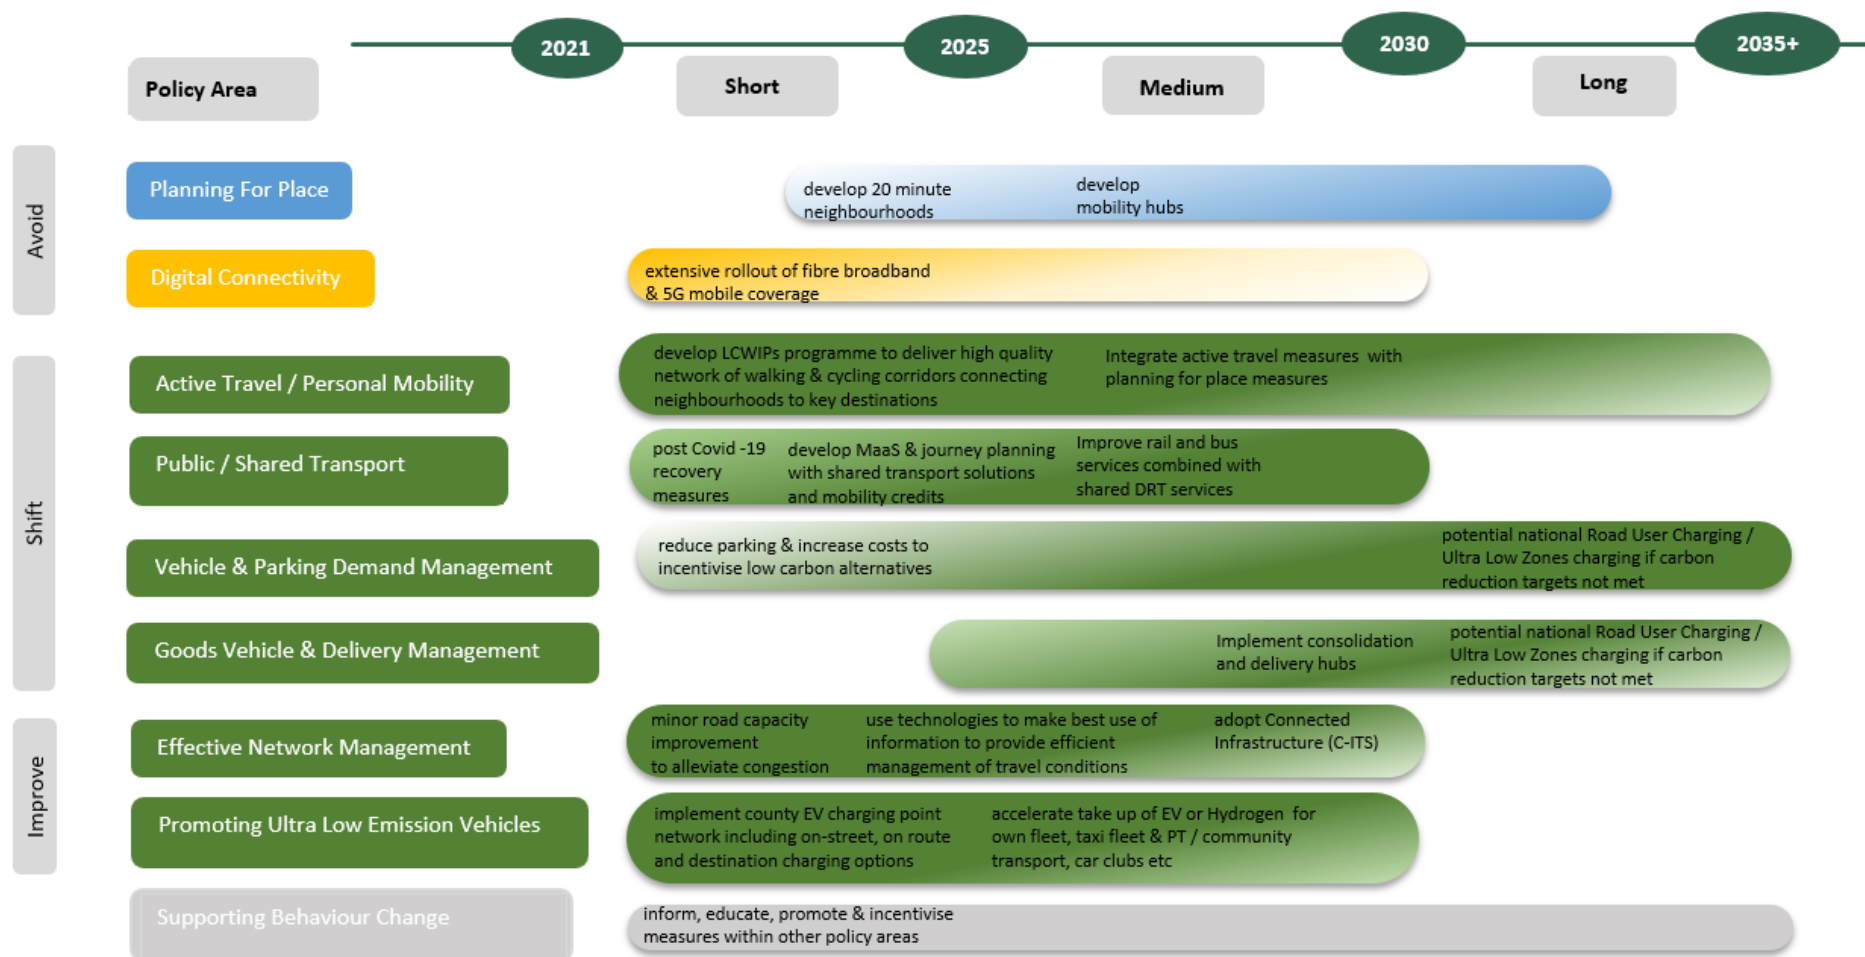 2021
2025
2030
2035+
Policy Area
Short
Medium
Long
Avoid
Planning For Place
develop 20 minute
neighbourhoods
develop
mobility hubs
Digital Connectivity
extensive rollout of fibre broadband
& 5G mobile coverage
Shift
Active Travel / Personal Mobility
develop LCWIPs programme to deliver high quality
network of walking & cycling corridors connecting
neighbourhoods to key destinations
Integrate active travel measures with
planning for place measures
Public / Shared Transport
post Covid -19
recovery
measures
develop MaaS & journey planning
with shared transport solutions
and mobility credits
Improve rail and bus
services combined with
shared DRT services
Vehicle & Parking Demand Management
reduce parking & increase costs to
incentivise low carbon alternatives
potential national Road User Charging /
Ultra Low Zones charging if carbon
reduction targets not met
Goods Vehicle & Delivery Management
Implement consolidation
and delivery hubs
potential national Road User Charging /
Ultra Low Zones charging if carbon
reduction targets not met
Improve
Effective Network Management
minor road capacity
improvement
to alleviate congestion
use technologies to make best use of
information to provide efficient
management of travel conditions
adopt Connected
Infrastructure (C-ITS)
Promoting Ultra Low Emission Vehicles
implement county EV charging point
network including on-street, on route
and destination charging options
accelerate take up of EV or Hydrogen for
own fleet, taxi fleet & PT / community
transport, car clubs etc
Supporting Behaviour Change
inform, educate, promote & incentivise
measures within other policy areas